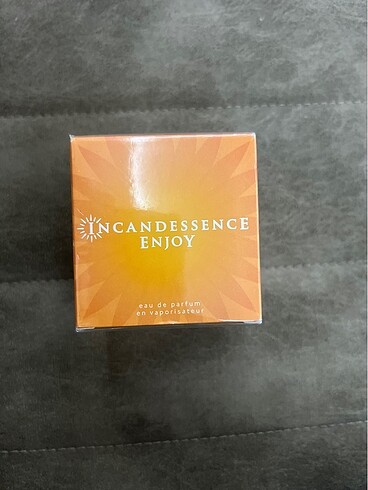 INCANDESSENCE
ENJOY
eau de parfum
en vaporisateur